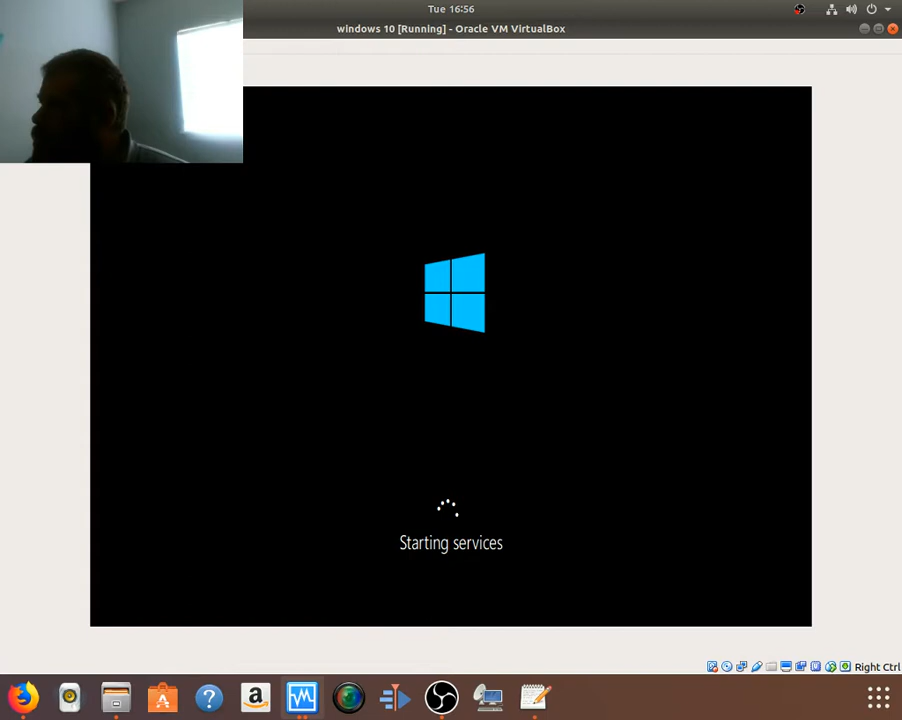 Tue 16:56
windows 10 [Running] - Oracle VM VirtualBox
Starting services
Right Ctrl